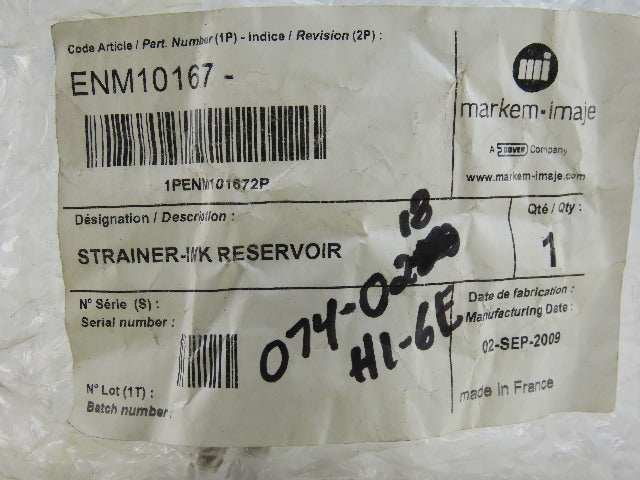 Code Article / Part. Number (1P) - Indice / Revision (2P) :
ENM10167 -
1PENM101672P
mi
markem·imaje
A DOVER Company
www.markem-imaje.com
Désignation / Description :
STRAINER-INK RESERVOIR
Qté / Qty :
1
18
074-02
H1-6E
N° Série (S) :
Serial number :
N° Lot (1T) :
Batch number:
Date de fabrication :
Manufacturing Date :
02-SEP-2009
made in France